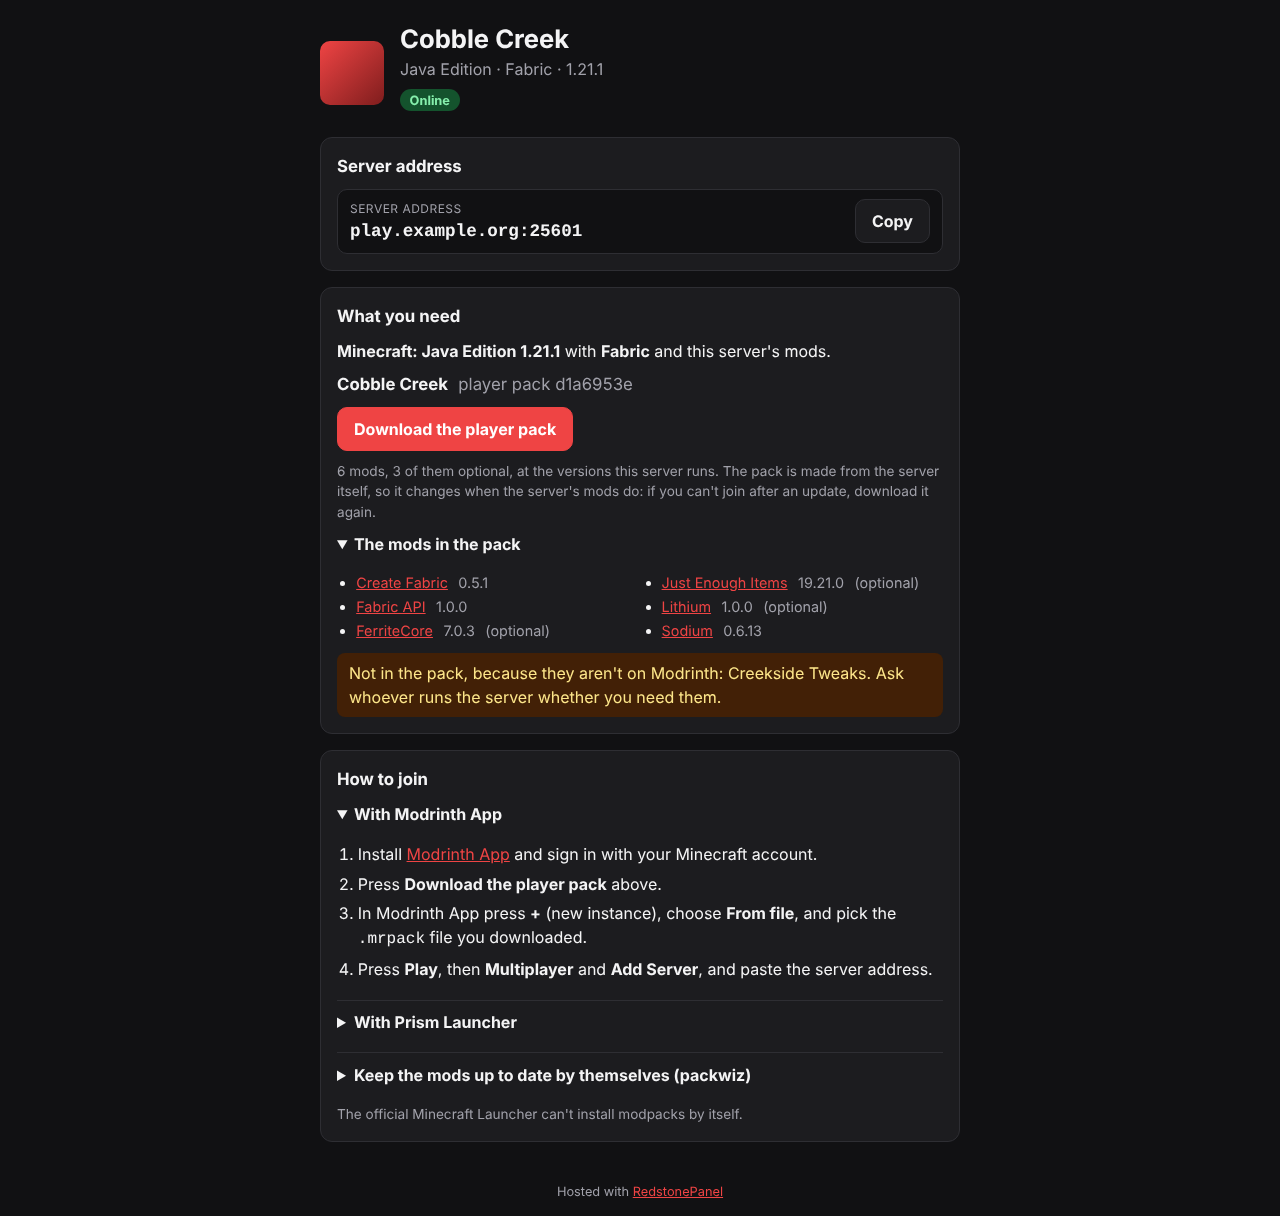 Cobble Creek
Java Edition · Fabric · 1.21.1
Online
Server address
SERVER ADDRESS
play.example.org:25601
Copy
What you need
Minecraft: Java Edition 1.21.1 with Fabric and this server's mods.
Cobble Creek player pack d1a6953e
Download the player pack
6 mods, 3 of them optional, at the versions this server runs. The pack is made from the server
itself, so it changes when the server's mods do: if you can't join after an update, download it
again.
The mods in the pack
Create Fabric 0.5.1
Fabric API 1.0.0
FerriteCore 7.0.3 (optional)
Just Enough Items 19.21.0 (optional)
Lithium 1.0.0 (optional)
Sodium 0.6.13
Not in the pack, because they aren't on Modrinth: Creekside Tweaks. Ask
whoever runs the server whether you need them.
How to join
With Modrinth App
1. Install Modrinth App and sign in with your Minecraft account.
2. Press Download the player pack above.
3. In Modrinth App press + (new instance), choose From file, and pick the
.mrpack file you downloaded.
4. Press Play, then Multiplayer and Add Server, and paste the server address.
With Prism Launcher
Keep the mods up to date by themselves (packwiz)
The official Minecraft Launcher can't install modpacks by itself.
Hosted with RedstonePanel